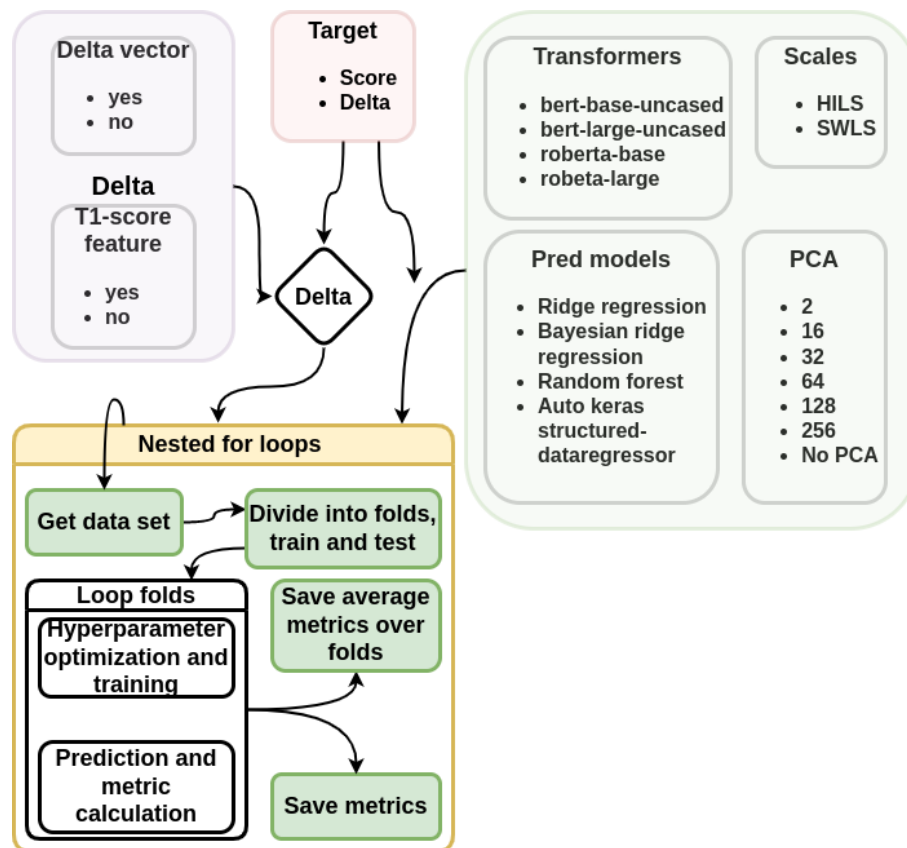 Delta vector
• yes
• no
Delta
T1-score
feature
• yes
• no
Target
• Score
• Delta
Delta
Transformers
• bert-base-uncased
• bert-large-uncased
• roberta-base
• robeta-large
Scales
• HILS
• SWLS
Pred models
• Ridge regression
• Bayesian ridge
regression
• Random forest
• Auto keras
structured-
dataregressor
PCA
• 2
• 16
• 32
• 64
• 128
• 256
• No PCA
Nested for loops
Get data set
Divide into folds,
train and test
Loop folds
Hyperparameter
optimization and
training
Prediction and
metric
calculation
Save average
metrics over
folds
Save metrics